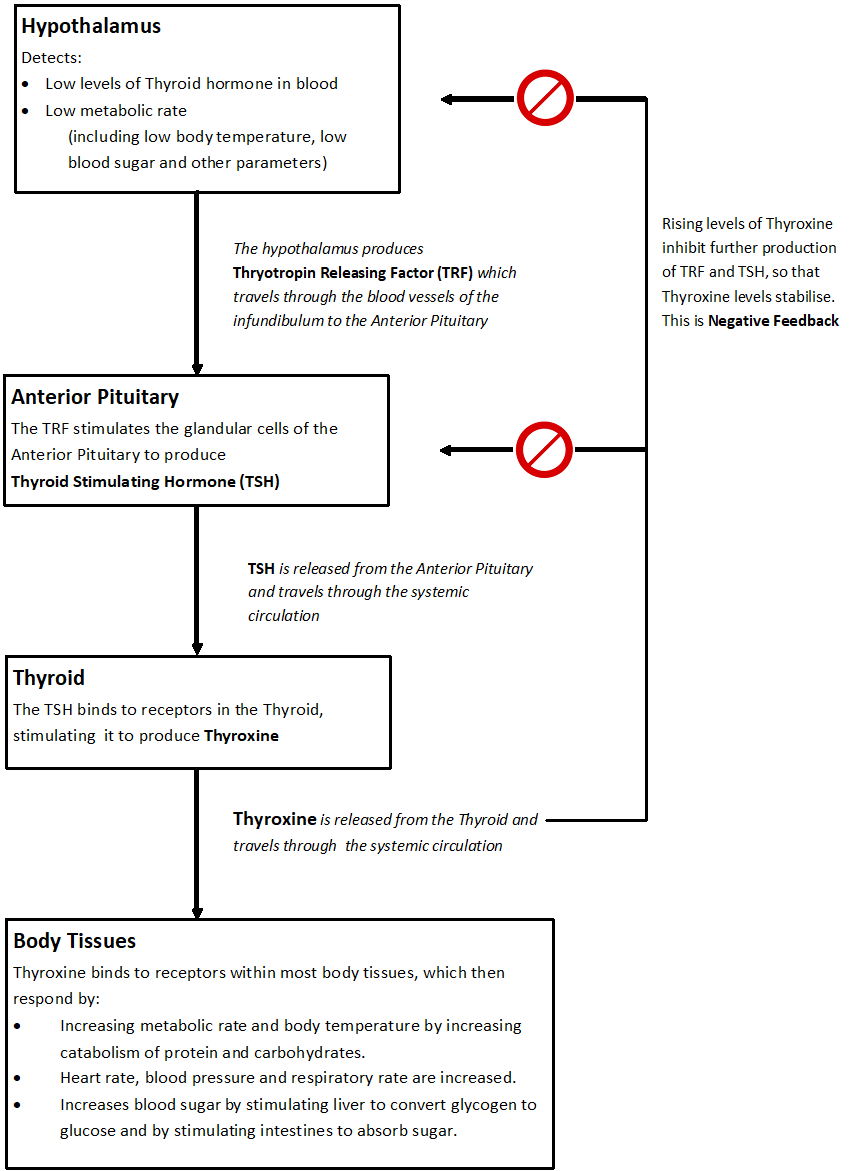 Hypothalamus
Detects:
• Low levels of Thyroid hormone in blood
• Low metabolic rate
(including low body temperature, low
blood sugar and other parameters)
The hypothalamus produces
Thryotropin Releasing Factor (TRF) which
travels through the blood vessels of the
infundibulum to the Anterior Pituitary
Rising levels of Thyroxine
inhibit further production
of TRF and TSH, so that
Thyroxine levels stabilise.
This is Negative Feedback
Anterior Pituitary
The TRF stimulates the glandular cells of the
Anterior Pituitary to produce
Thyroid Stimulating Hormone (TSH)
TSH is released from the Anterior Pituitary
and travels through the systemic
circulation
Thyroid
The TSH binds to receptors in the Thyroid,
stimulating it to produce Thyroxine
Thyroxine is released from the Thyroid and
travels through the systemic circulation
Body Tissues
Thyroxine binds to receptors within most body tissues, which then
respond by:
• Increasing metabolic rate and body temperature by increasing
catabolism of protein and carbohydrates.
• Heart rate, blood pressure and respiratory rate are increased.
• Increases blood sugar by stimulating liver to convert glycogen to
glucose and by stimulating intestines to absorb sugar.